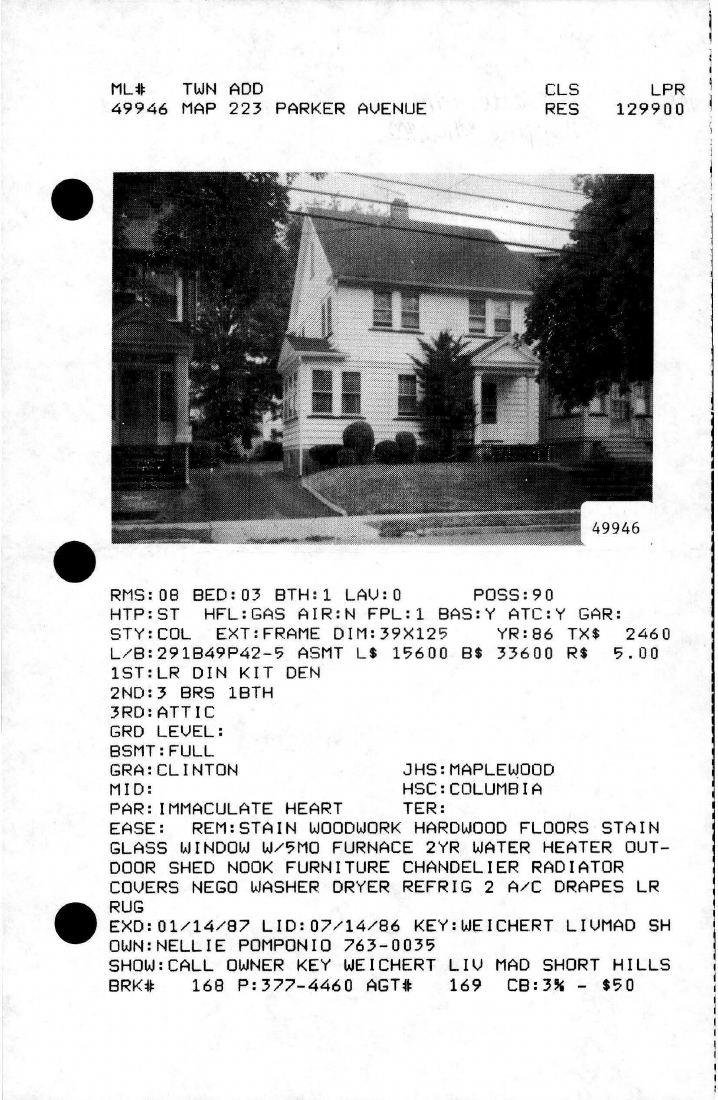 ML# TWN ADD CLS LPR
49946 MAP 223 PARKER AVENUE RES 129900
49946
RMS:08 BED:03 BTH:1 LAV:0 POSS:90
HTP:ST HFL:GAS AIR:N FPL:1 BAS:Y ATC:Y GAR:
STY:COL EXT:FRAME DIM:39X125 YR:86 TX$ 2460
L/B:291B49P42-5 ASMT L$ 15600 B$ 33600 R$ 5.00
1ST:LR DIN KIT DEN
2ND:3 BRS 1BTH
3RD:ATTIC
GRD LEVEL:
BSMT:FULL
GRA:CLINTON JHS:MAPLEWOOD
MID: HSC:COLUMBIA
PAR:IMMACULATE HEART TER:
EASE: REM:STAIN WOODWORK HARDWOOD FLOORS STAIN
GLASS WINDOW W/5MO FURNACE 2YR WATER HEATER OUT-
DOOR SHED NOOK FURNITURE CHANDELIER RADIATOR
COVERS NEGO WASHER DRYER REFRIG 2 A/C DRAPES LR
RUG
EXD:01/14/87 LID:07/14/86 KEY:WEICHERT LIVMAD SH
OWN:NELLIE POMPONIO 763-0035
SHOW:CALL OWNER KEY WEICHERT LIV MAD SHORT HILLS
BRK# 168 P:377-4460 AGT# 169 CB:3% - $50